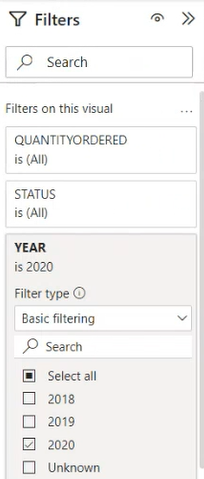 Filters
Search
Filters on this visual
...
QUANTITYORDERED
is (All)
STATUS
is (All)
YEAR
is 2020
Filter type
Basic filtering
Search
Select all
2018
2019
2020
Unknown